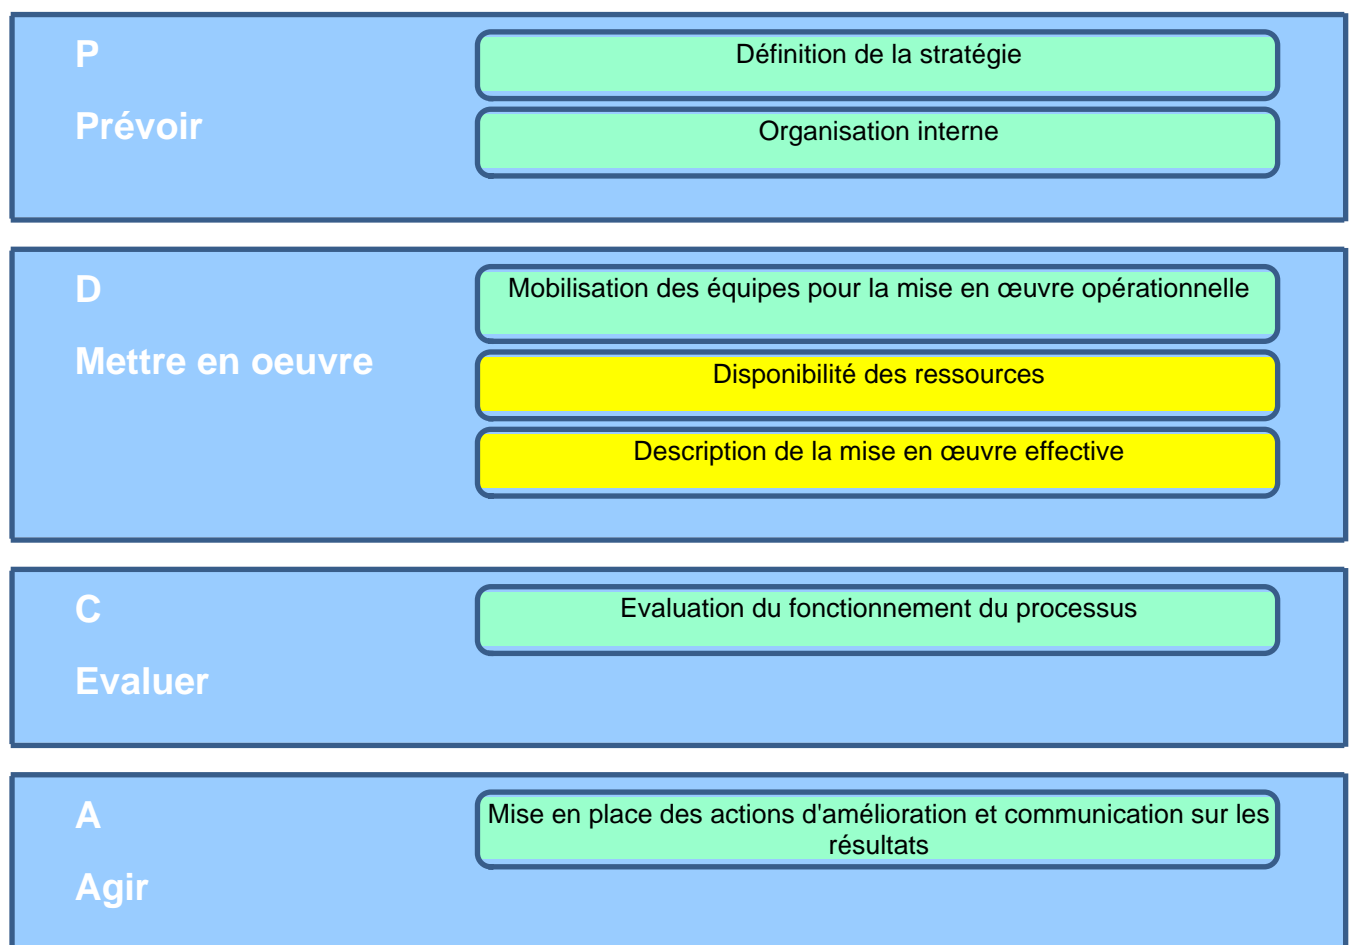 P
Prévoir
Définition de la stratégie
Organisation interne
D
Mettre en oeuvre
Mobilisation des équipes pour la mise en œuvre opérationnelle
Disponibilité des ressources
Description de la mise en œuvre effective
C
Evaluer
Evaluation du fonctionnement du processus
A
Agir
Mise en place des actions d'amélioration et communication sur les
résultats